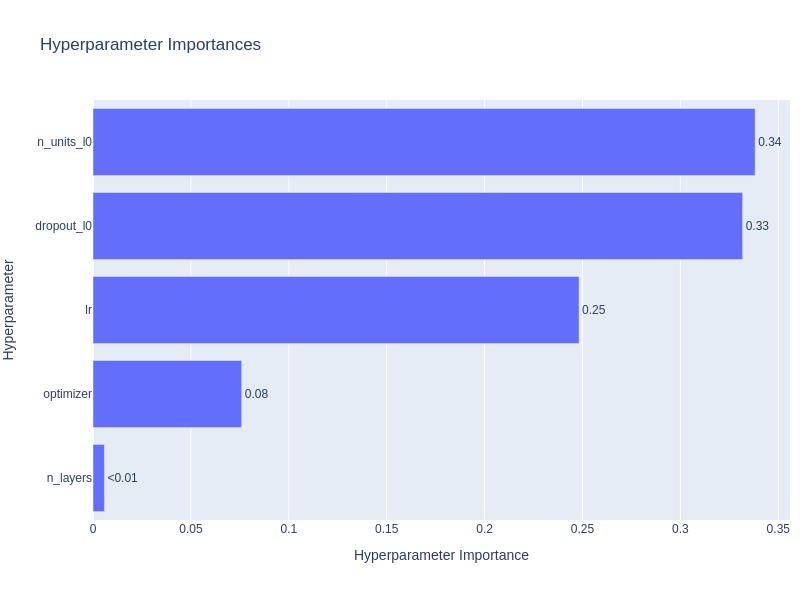 Hyperparameter Importances
n_units_l0
0.34
dropout_l0
0.33
lr
0.25
optimizer
0.08
n_layers
<0.01
0
0.05
0.1
0.15
0.2
0.25
0.3
0.35
Hyperparameter Importance
Hyperparameter